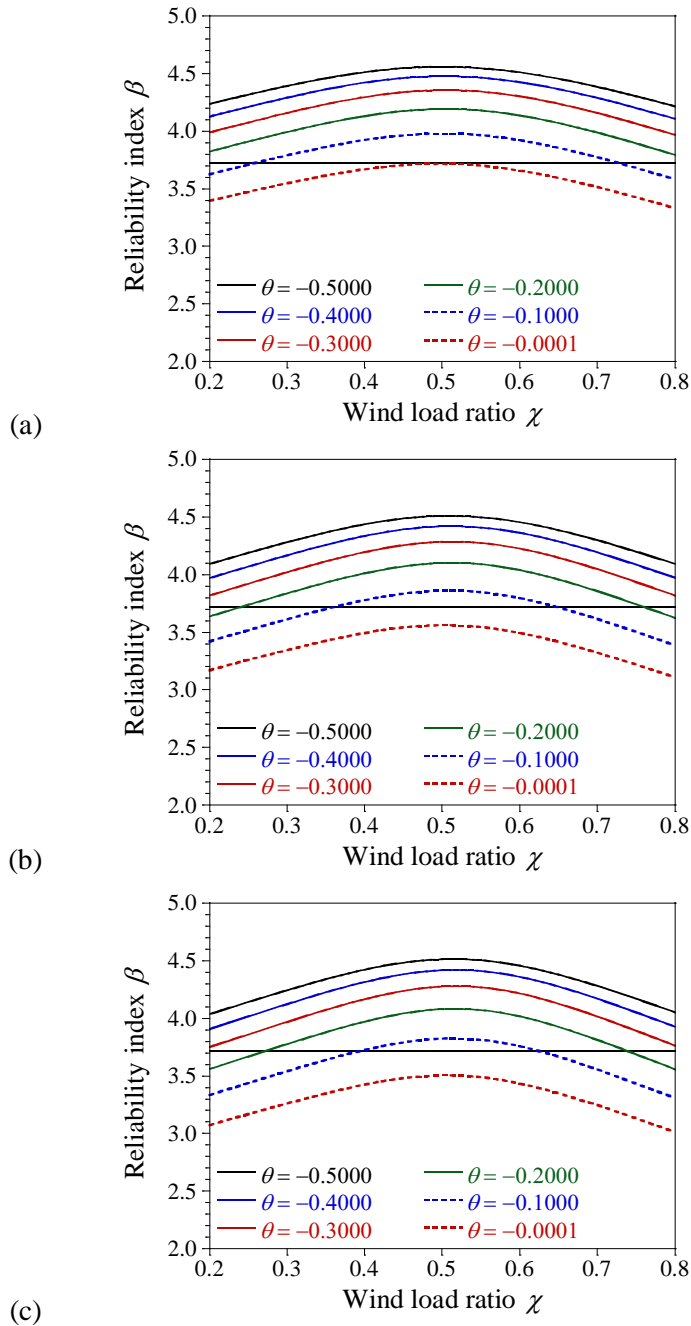 5.0
4.5
4.0
3.5
3.0
2.5
2.0
Reliability index β
θ = −0.5000 θ = −0.2000
θ = −0.4000 θ = −0.1000
θ = −0.3000 θ = −0.0001
0.2 0.3 0.4 0.5 0.6 0.7 0.8
Wind load ratio χ
(a)
5.0
4.5
4.0
3.5
3.0
2.5
2.0
Reliability index β
θ = −0.5000 θ = −0.2000
θ = −0.4000 θ = −0.1000
θ = −0.3000 θ = −0.0001
0.2 0.3 0.4 0.5 0.6 0.7 0.8
Wind load ratio χ
(b)
5.0
4.5
4.0
3.5
3.0
2.5
2.0
Reliability index β
θ = −0.5000 θ = −0.2000
θ = −0.4000 θ = −0.1000
θ = −0.3000 θ = −0.0001
0.2 0.3 0.4 0.5 0.6 0.7 0.8
Wind load ratio χ
(c)